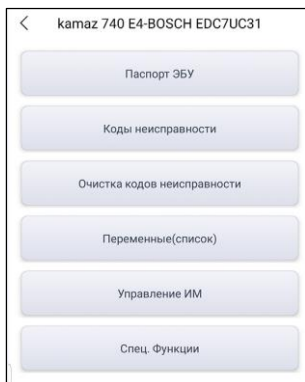 kamaz 740 E4-BOSCH EDC7UC31
Паспорт ЭБУ
Коды неисправности
Очистка кодов неисправности
Переменные(список)
Управление ИМ
Спец. Функции